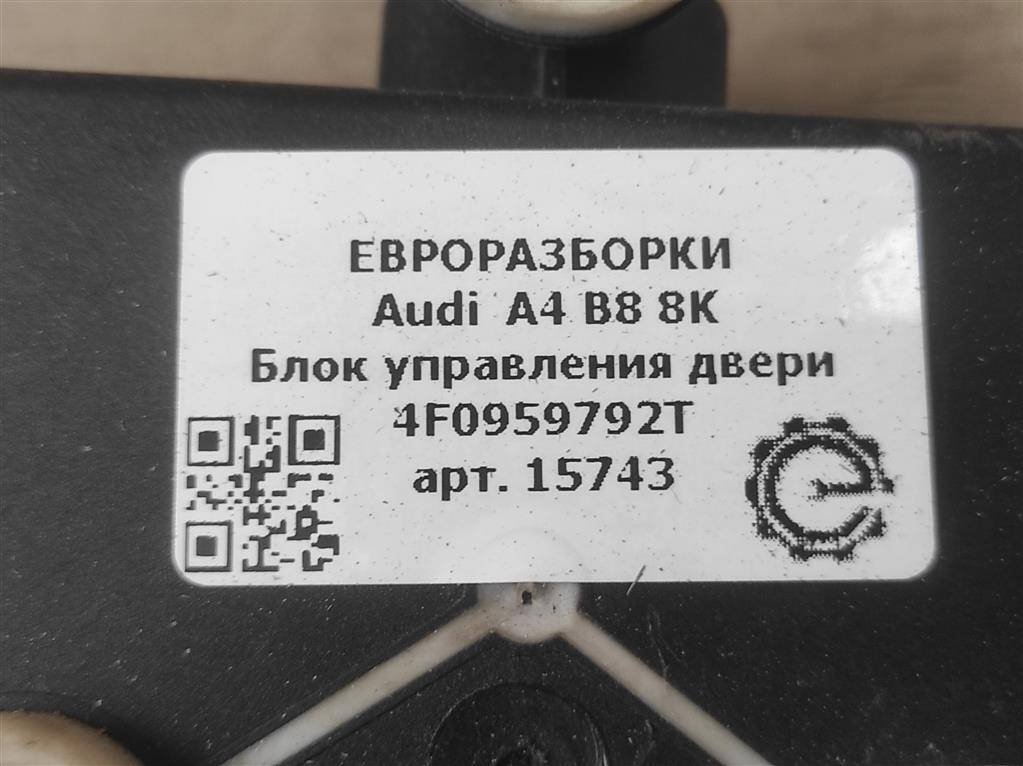 ЕВРОРАЗБОРКИ
Audi A4 B8 8K
Блок управления двери
4F0959792T
арт. 15743